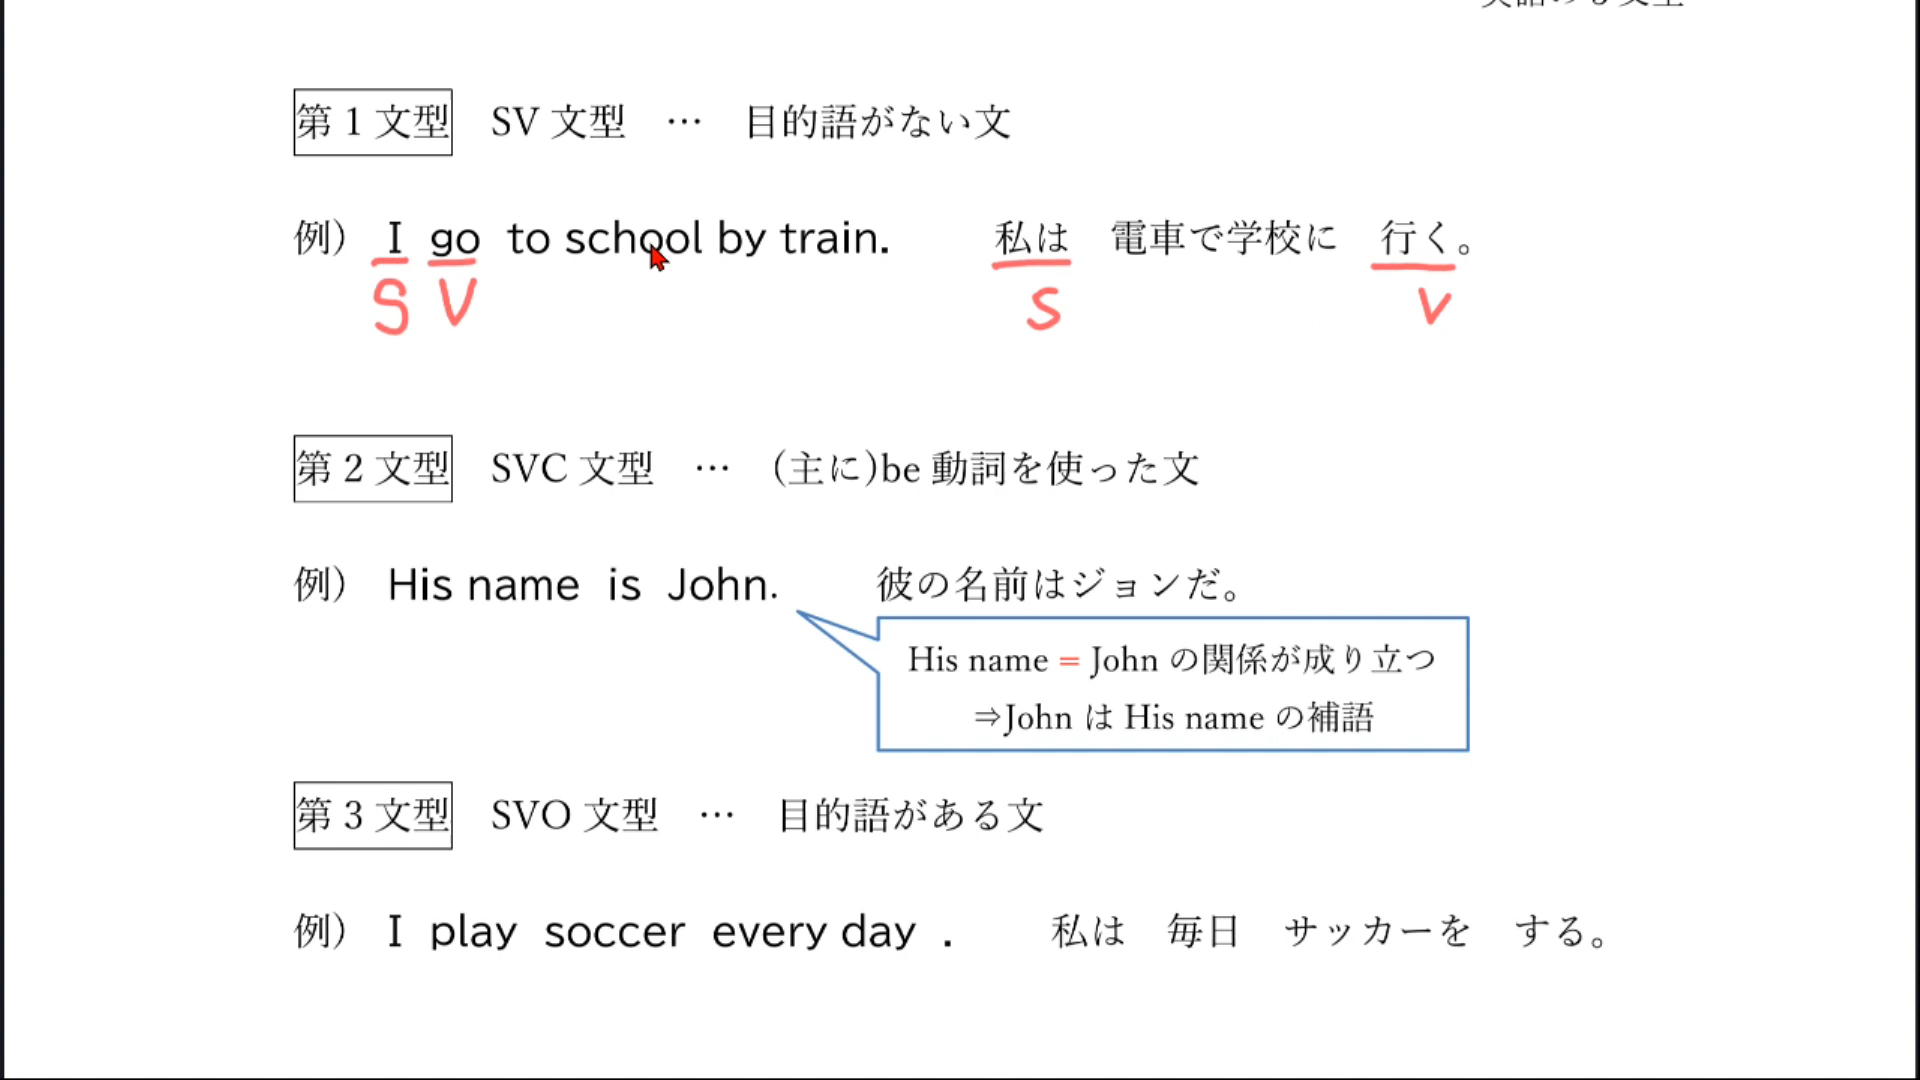 第 1 文型 SV 文型 … 目的語がない文
例） I go to school by train. 私は 電車で学校に 行く。
S V S V
第 2 文型 SVC 文型 … (主に)be 動詞を使った文
例） His name is John. 彼の名前はジョンだ。
His name = John の関係が成り立つ
⇒John は His name の補語
第 3 文型 SVO 文型 … 目的語がある文
例） I play soccer every day . 私は 毎日 サッカーを する。